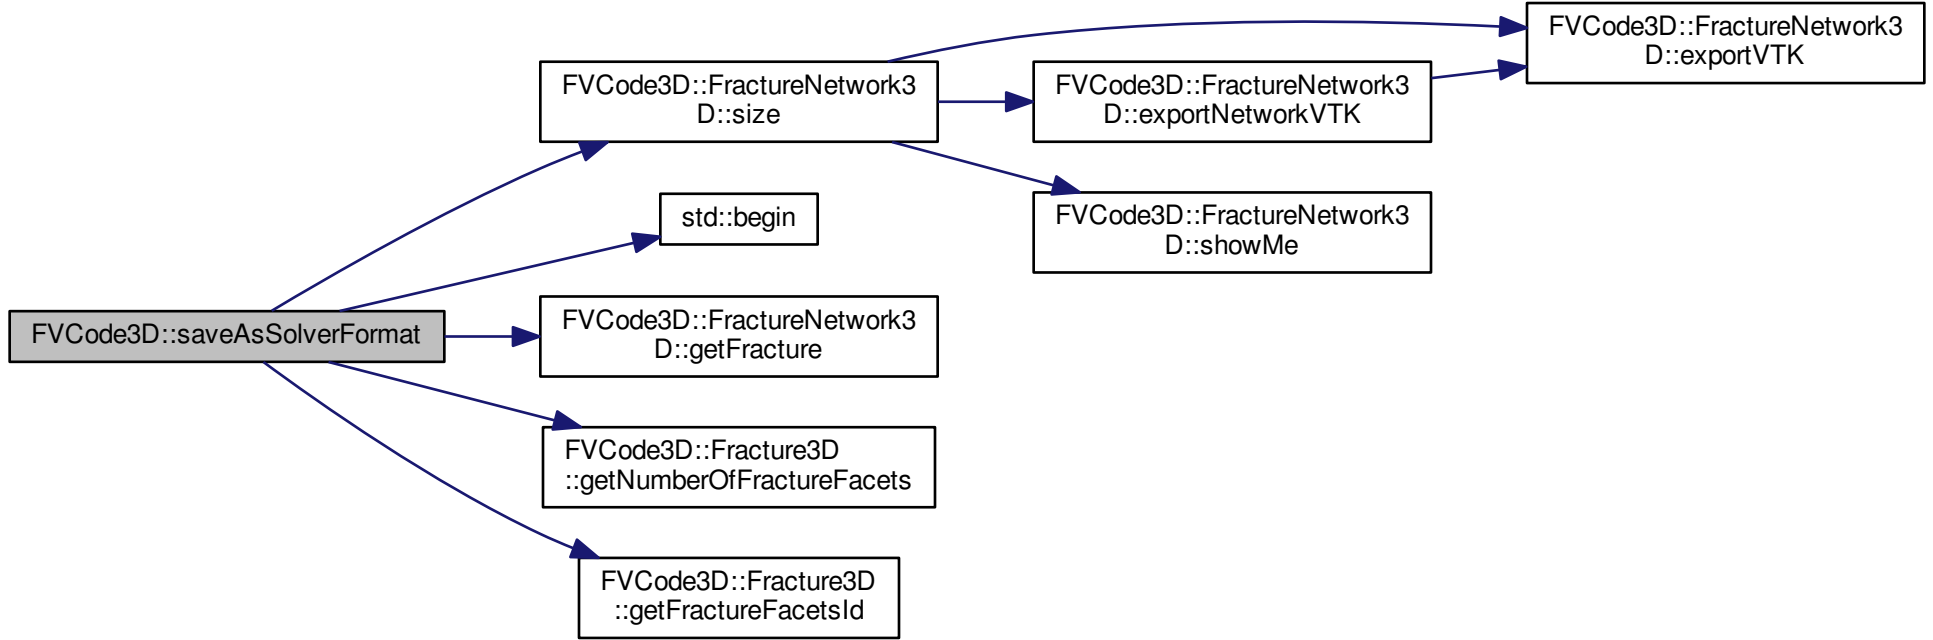 FVCode3D::FractureNetwork3
D::exportVTK
FVCode3D::FractureNetwork3
D::size
FVCode3D::FractureNetwork3
D::exportNetworkVTK
std::begin
FVCode3D::FractureNetwork3
D::showMe
FVCode3D::saveAsSolverFormat
FVCode3D::FractureNetwork3
D::getFracture
FVCode3D::Fracture3D
::getNumberOfFractureFacets
FVCode3D::Fracture3D
::getFractureFacetsId